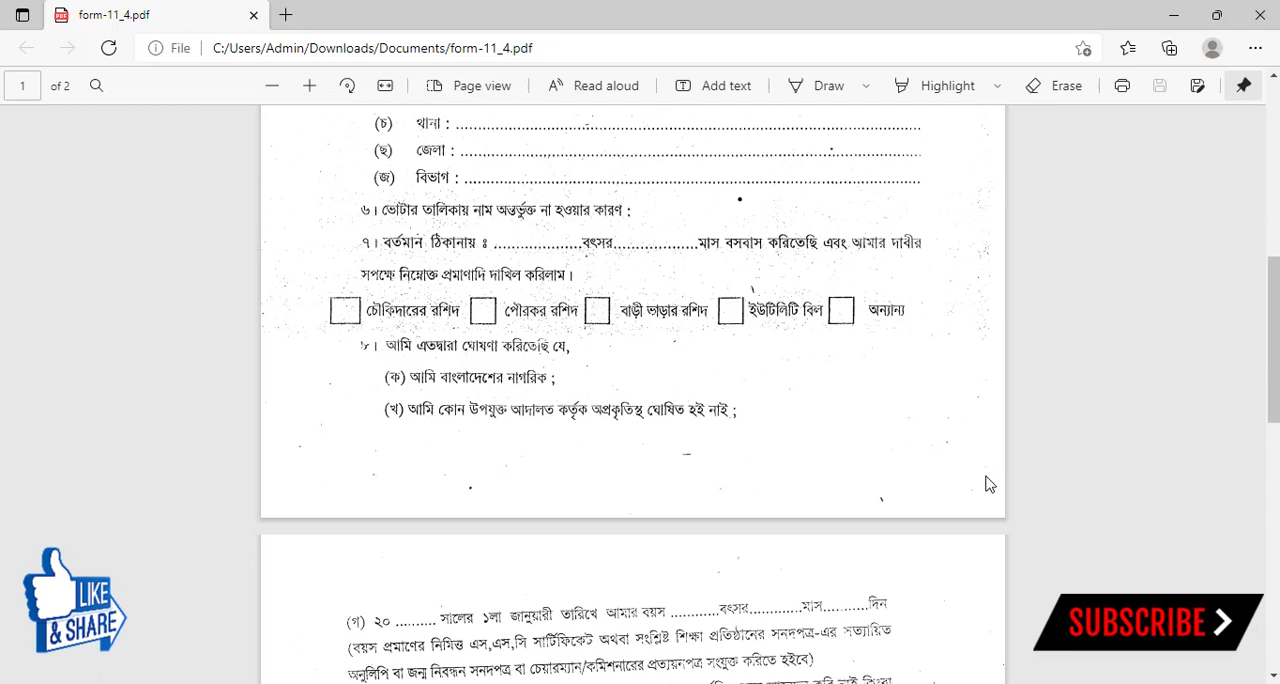 form-11_4.pdf
File C:/Users/Admin/Downloads/Documents/form-11_4.pdf
1 of 2 Page view Read aloud Add text Draw Highlight Erase
(চ) থানা : ................................
(ছ) জেলা : ................................
(জ) বিভাগ : ................................
৬। ভোটার তালিকায় নাম অন্তর্ভুক্ত না হওয়ার কারণ :
৭। বর্তমান ঠিকানায় ঃ ....................বৎসর...................মাস বসবাস করিতেছি এবং আমার দাবীর
সপক্ষে নিম্নোক্ত প্রমাণাদি দাখিল করিলাম।
চৌকিদারের রশিদ পৌরকর রশিদ বাড়ী ভাড়ার রশিদ ইউটিলিটি বিল অন্যান্য
৮। আমি এতদ্বারা ঘোষণা করিতেছি যে,
(ক) আমি বাংলাদেশের নাগরিক ;
(খ) আমি কোন উপযুক্ত আদালত কর্তৃক অপ্রকৃতিস্থ ঘোষিত হই নাই ;
(গ) ২০ .......... সালের ১লা জানুয়ারী তারিখে আমার বয়স ............বৎসর.............মাস...........দিন
(বয়স প্রমাণের নিমিত্ত এস,এস,সি সার্টিফিকেট অথবা সংশ্লিষ্ট শিক্ষা প্রতিষ্ঠানের সনদপত্র-এর সত্যায়িত
অনুলিপি বা জন্ম নিবন্ধন সনদপত্র বা চেয়ারম্যান/কমিশনারের প্রত্যয়নপত্র সংযুক্ত করিতে হইবে)
LIKE
& SHARE
SUBSCRIBE